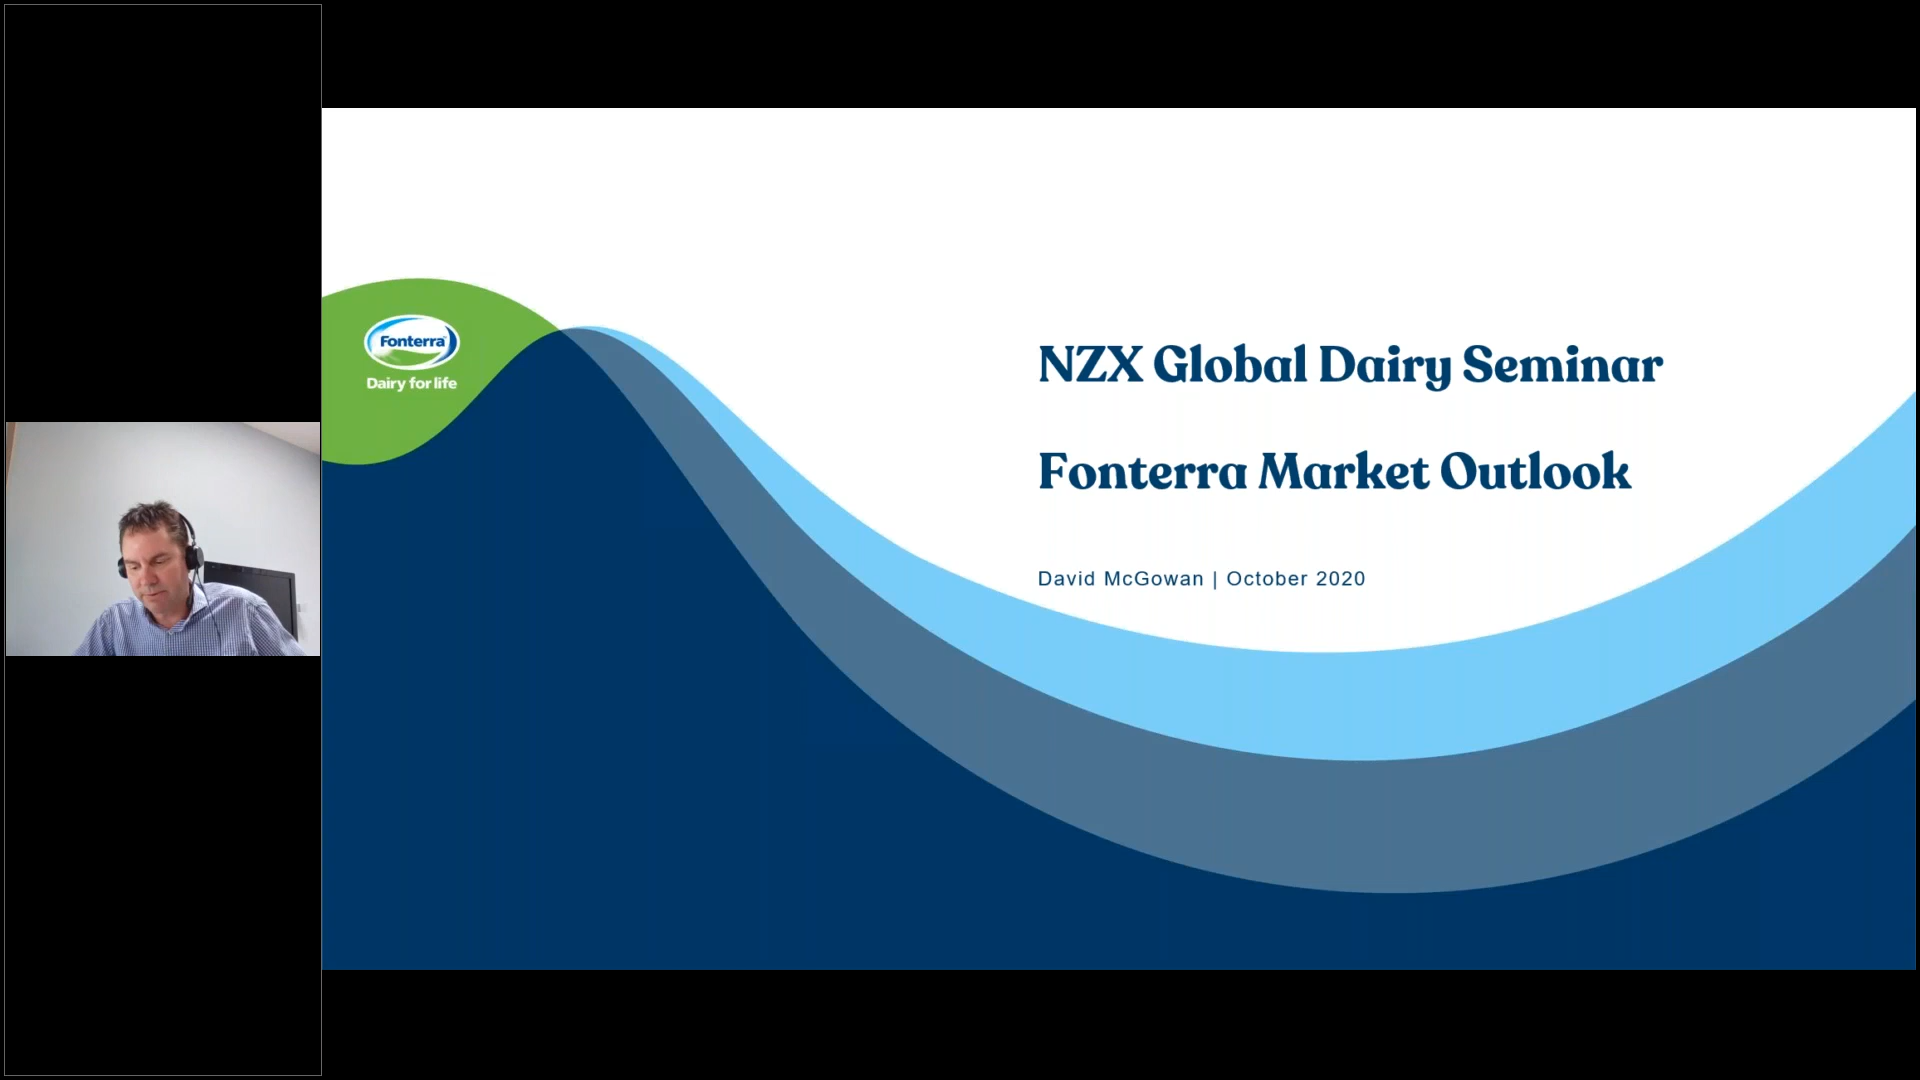 Fonterra
Dairy for life
NZX Global Dairy Seminar
Fonterra Market Outlook
David McGowan | October 2020